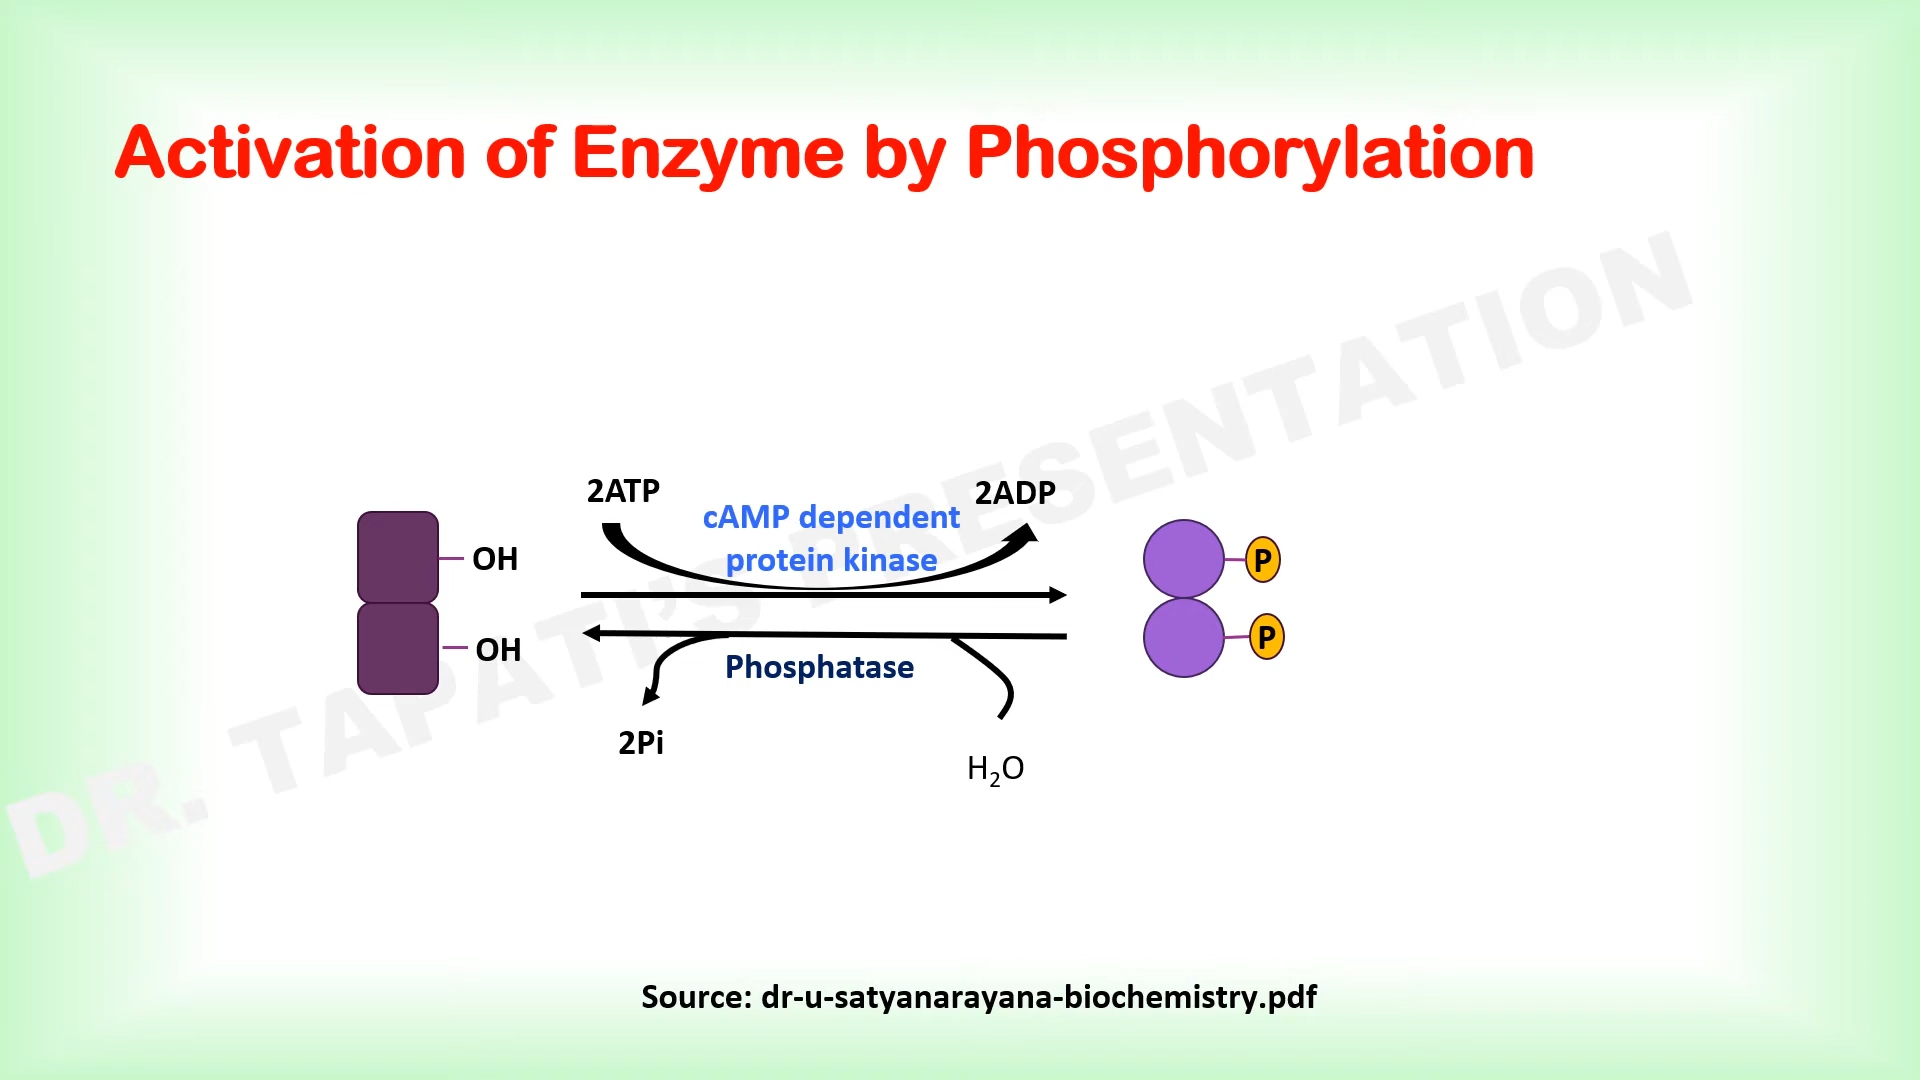 Activation of Enzyme by Phosphorylation
2ATP
cAMP dependent
protein kinase
2ADP
OH
OH
P
P
Phosphatase
2Pi
H₂O
DR. TAPATI'S PRESENTATION
Source: dr-u-satyanarayana-biochemistry.pdf